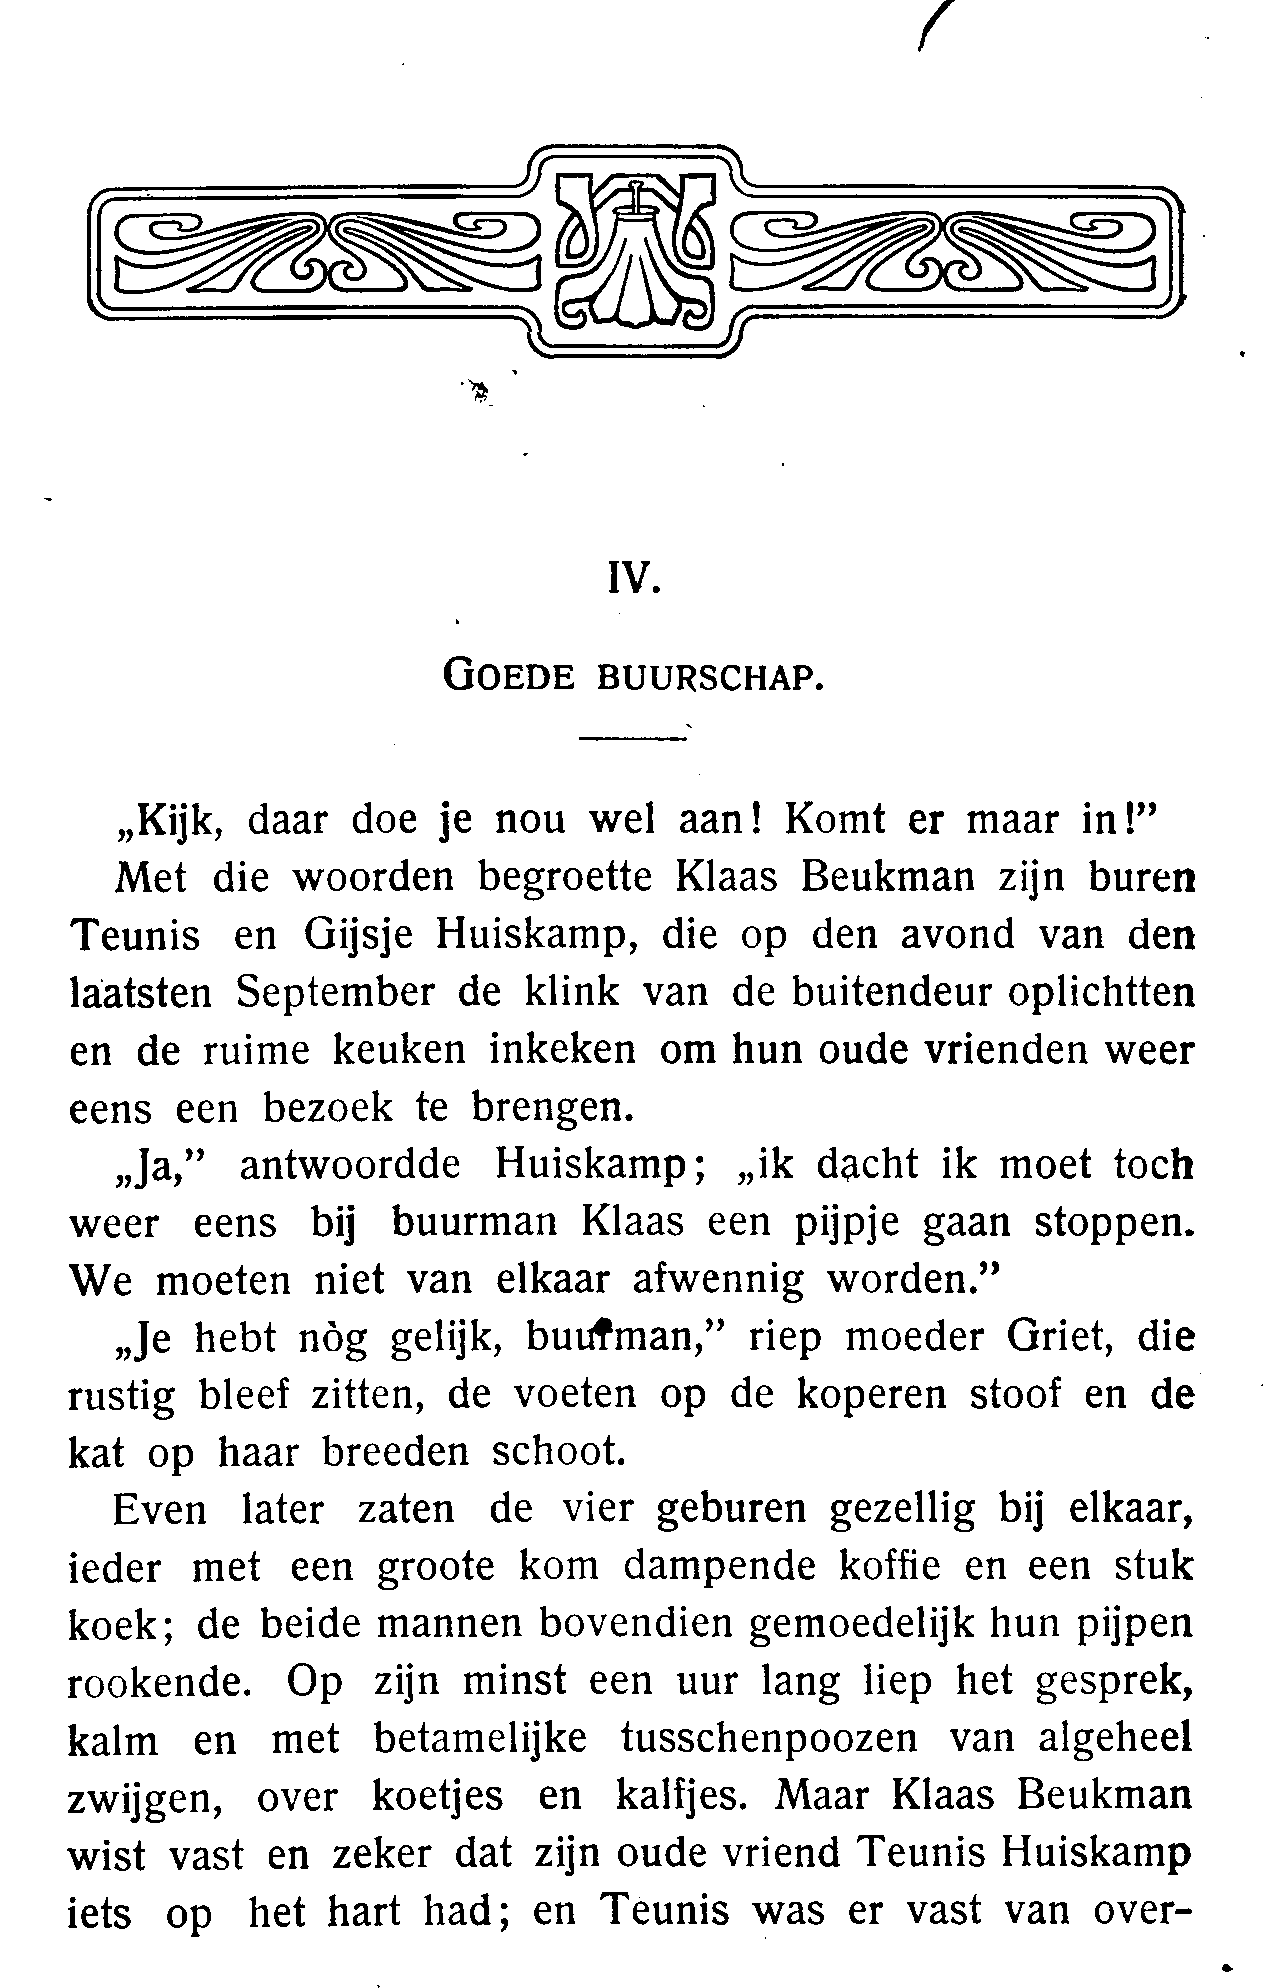 IV.
GOEDE BUURSCHAP.
„Kijk, daar doe je nou wel aan! Komt er maar in!”
Met die woorden begroette Klaas Beukman zijn buren
Teunis en Gijsje Huiskamp, die op den avond van den
laatsten September de klink van de buitendeur oplichtten
en de ruime keuken inkeken om hun oude vrienden weer
eens een bezoek te brengen.
„Ja,” antwoordde Huiskamp; „ik dacht ik moet toch
weer eens bij buurman Klaas een pijpje gaan stoppen.
We moeten niet van elkaar afwennig worden.”
„Je hebt nòg gelijk, buurman,” riep moeder Griet, die
rustig bleef zitten, de voeten op de koperen stoof en de
kat op haar breeden schoot.
Even later zaten de vier geburen gezellig bij elkaar,
ieder met een groote kom dampende koffie en een stuk
koek; de beide mannen bovendien gemoedelijk hun pijpen
rookende. Op zijn minst een uur lang liep het gesprek,
kalm en met betamelijke tusschenpoozen van algeheel
zwijgen, over koetjes en kalfjes. Maar Klaas Beukman
wist vast en zeker dat zijn oude vriend Teunis Huiskamp
iets op het hart had; en Teunis was er vast van over-